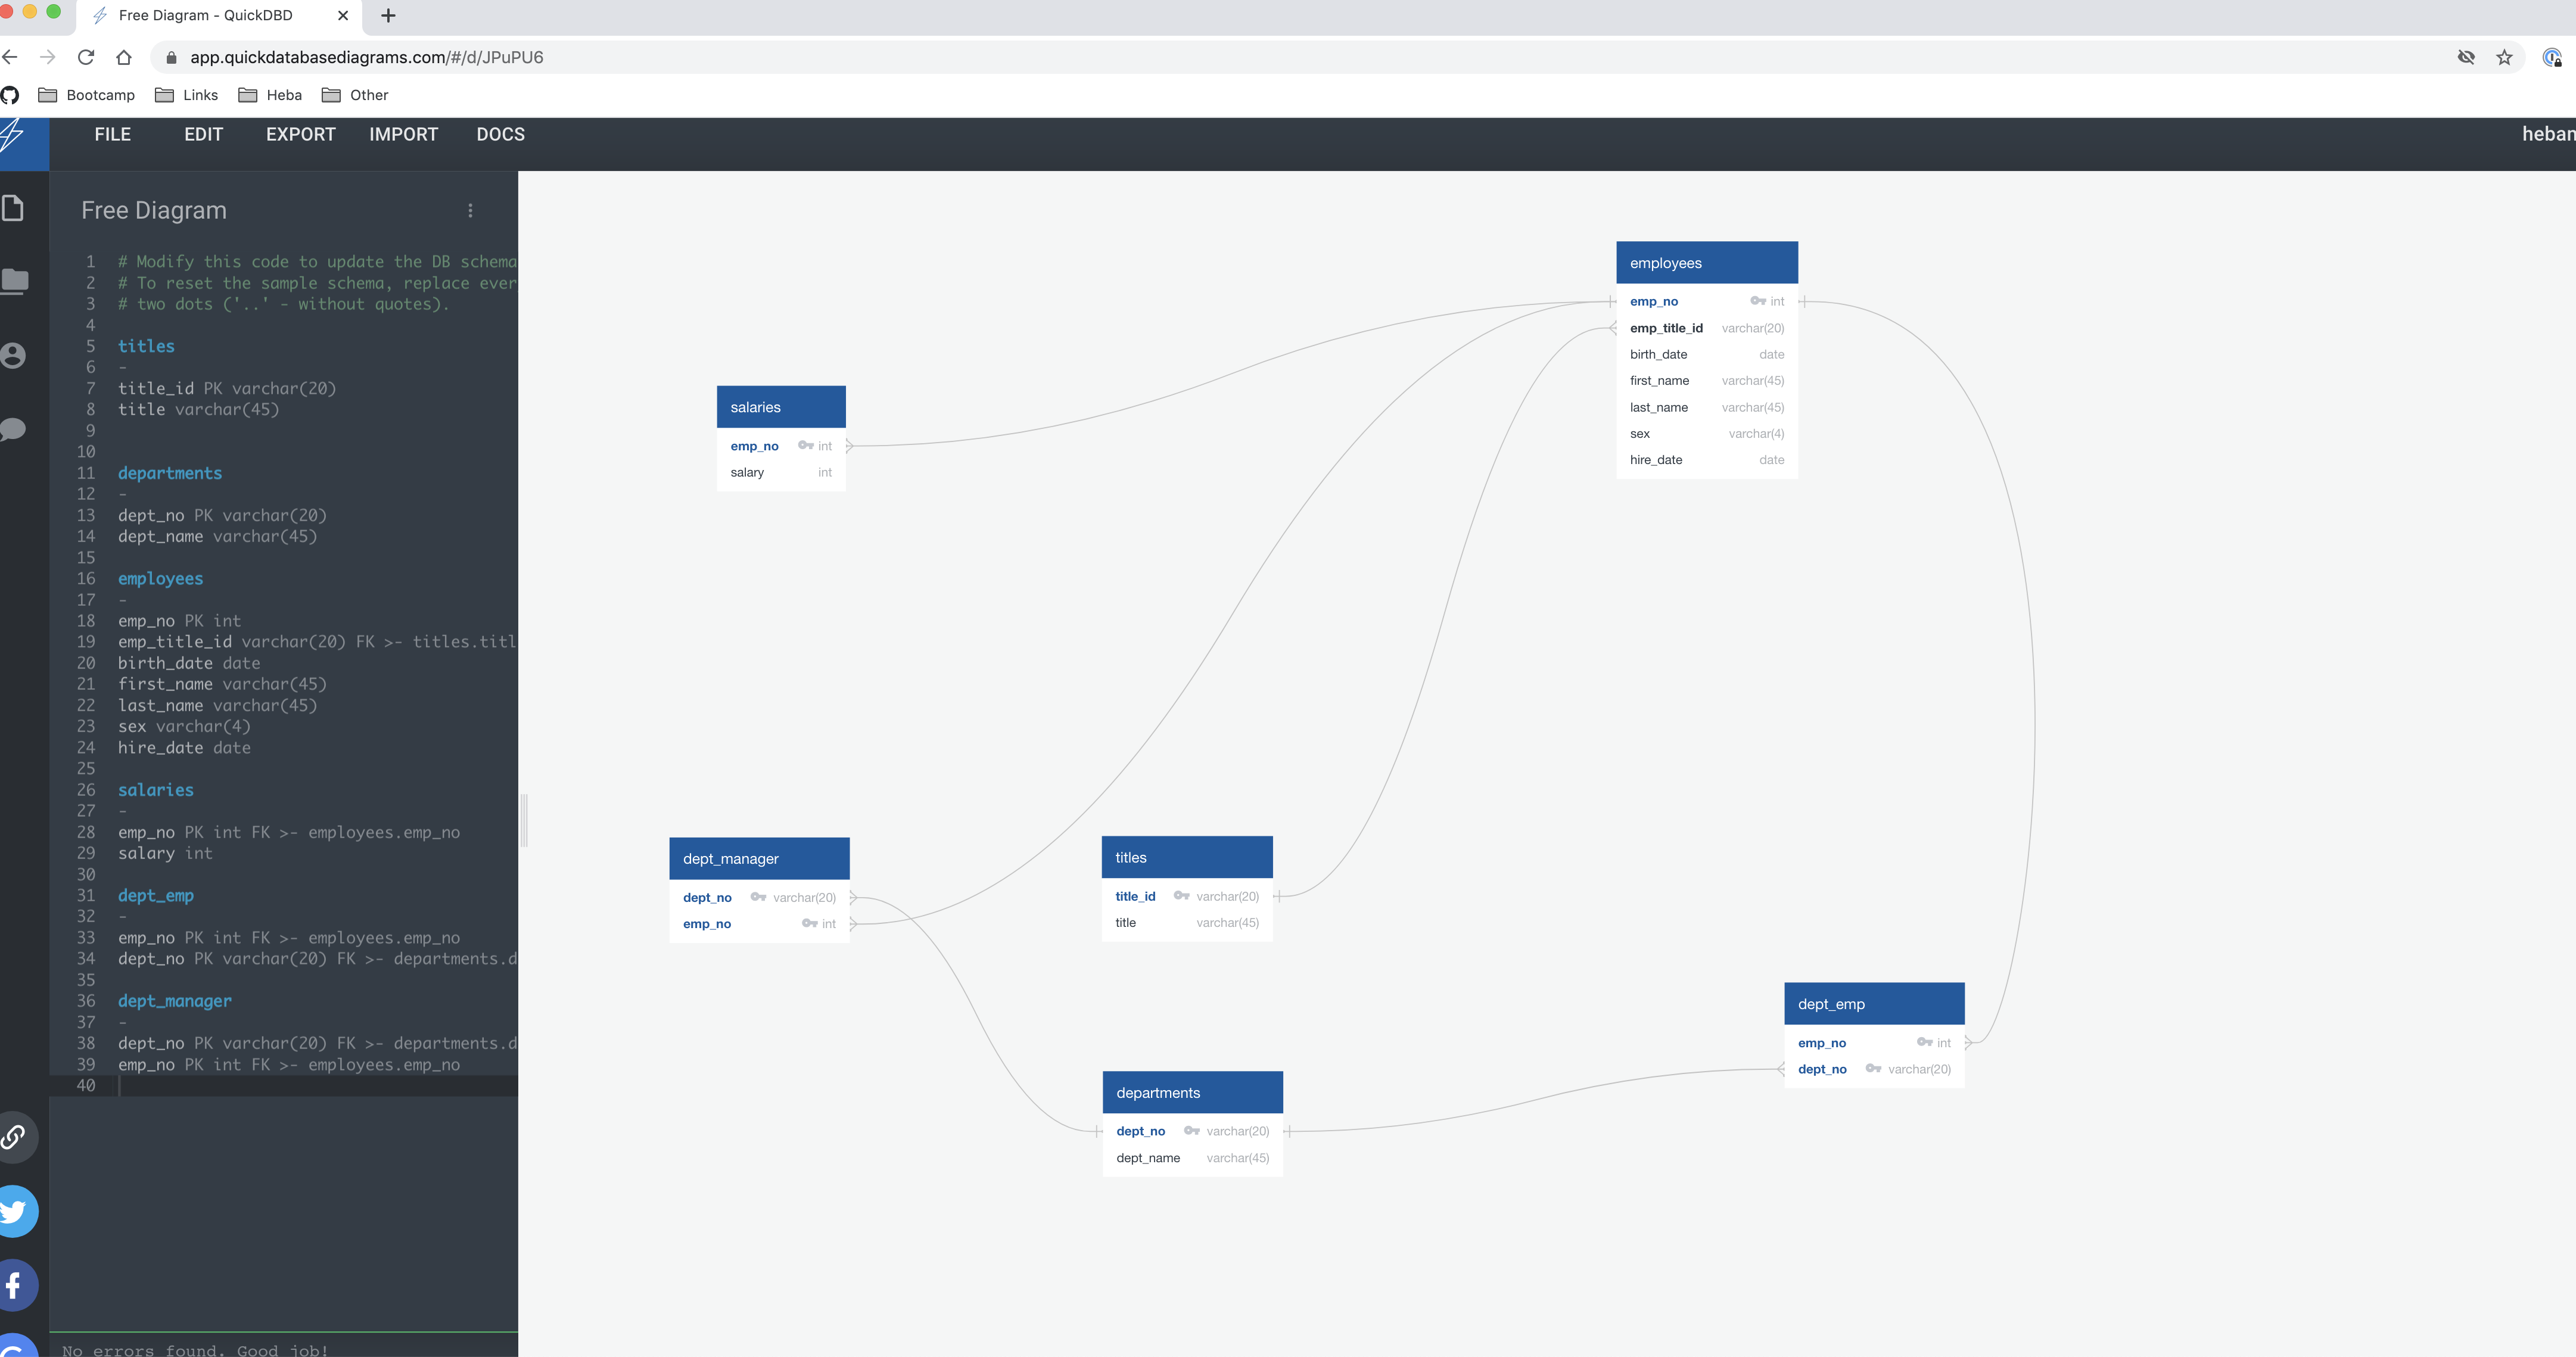 Free Diagram - QuickDBD
app.quickdatabasediagrams.com/#/d/JPuPU6
Bootcamp Links Heba Other
FILE EDIT EXPORT IMPORT DOCS heban
Free Diagram
1 # Modify this code to update the DB schema
2 # To reset the sample schema, replace ever
3 # two dots ('..' - without quotes).
4
5 titles
6 -
7 title_id PK varchar(20)
8 title varchar(45)
9
10
11 departments
12 -
13 dept_no PK varchar(20)
14 dept_name varchar(45)
15
16 employees
17 -
18 emp_no PK int
19 emp_title_id varchar(20) FK >- titles.titl
20 birth_date date
21 first_name varchar(45)
22 last_name varchar(45)
23 sex varchar(4)
24 hire_date date
25
26 salaries
27 -
28 emp_no PK int FK >- employees.emp_no
29 salary int
30
31 dept_emp
32 -
33 emp_no PK int FK >- employees.emp_no
34 dept_no PK varchar(20) FK >- departments.d
35
36 dept_manager
37 -
38 dept_no PK varchar(20) FK >- departments.d
39 emp_no PK int FK >- employees.emp_no
40
No errors found. Good job!
employees
emp_no int
emp_title_id varchar(20)
birth_date date
first_name varchar(45)
last_name varchar(45)
sex varchar(4)
hire_date date
salaries
emp_no int
salary int
dept_manager
dept_no varchar(20)
emp_no int
titles
title_id varchar(20)
title varchar(45)
dept_emp
emp_no int
dept_no varchar(20)
departments
dept_no varchar(20)
dept_name varchar(45)